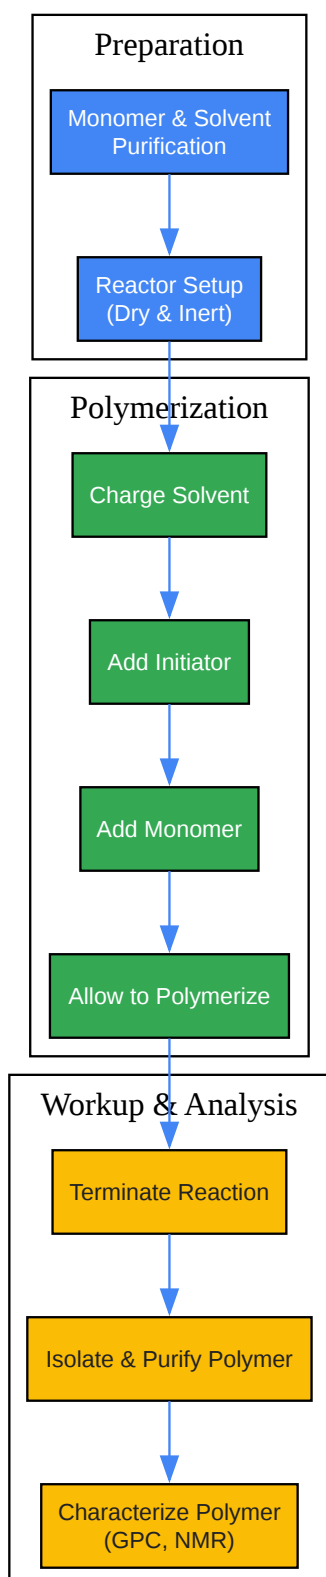 Preparation
Monomer & Solvent
Purification
Reactor Setup
(Dry & Inert)
Polymerization
Charge Solvent
Add Initiator
Add Monomer
Allow to Polymerize
Workup & Analysis
Terminate Reaction
Isolate & Purify Polymer
Characterize Polymer
(GPC, NMR)